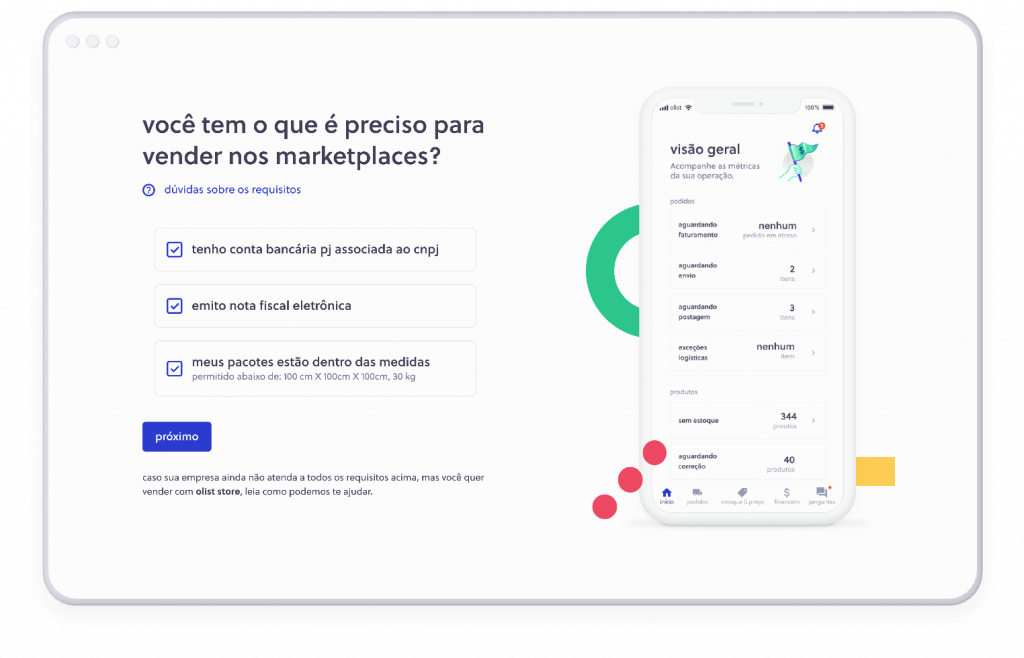 você tem o que é preciso para
vender nos marketplaces?
dúvidas sobre os requisitos
tenho conta bancária pj associada ao cnpj
emito nota fiscal eletrônica
meus pacotes estão dentro das medidas
permitido abaixo de: 100 cm X 100cm X 100cm, 30 kg
próximo
caso sua empresa ainda não atenda a todos os requisitos acima, mas você quer
vender com olist store, leia como podemos te ajudar.
olist
100%
visão geral
Acompanhe as métricas
da sua operação.
pedidos
aguardando
faturamento
nenhum
pedido em atraso
aguardando
envio
2
itens
aguardando
postagem
3
itens
exceções
logísticas
nenhum
item
produtos
sem estoque
344
proutos
aguardando
correção
40
produtos
início
pedidos
estoque & preço
financeiro
perguntas